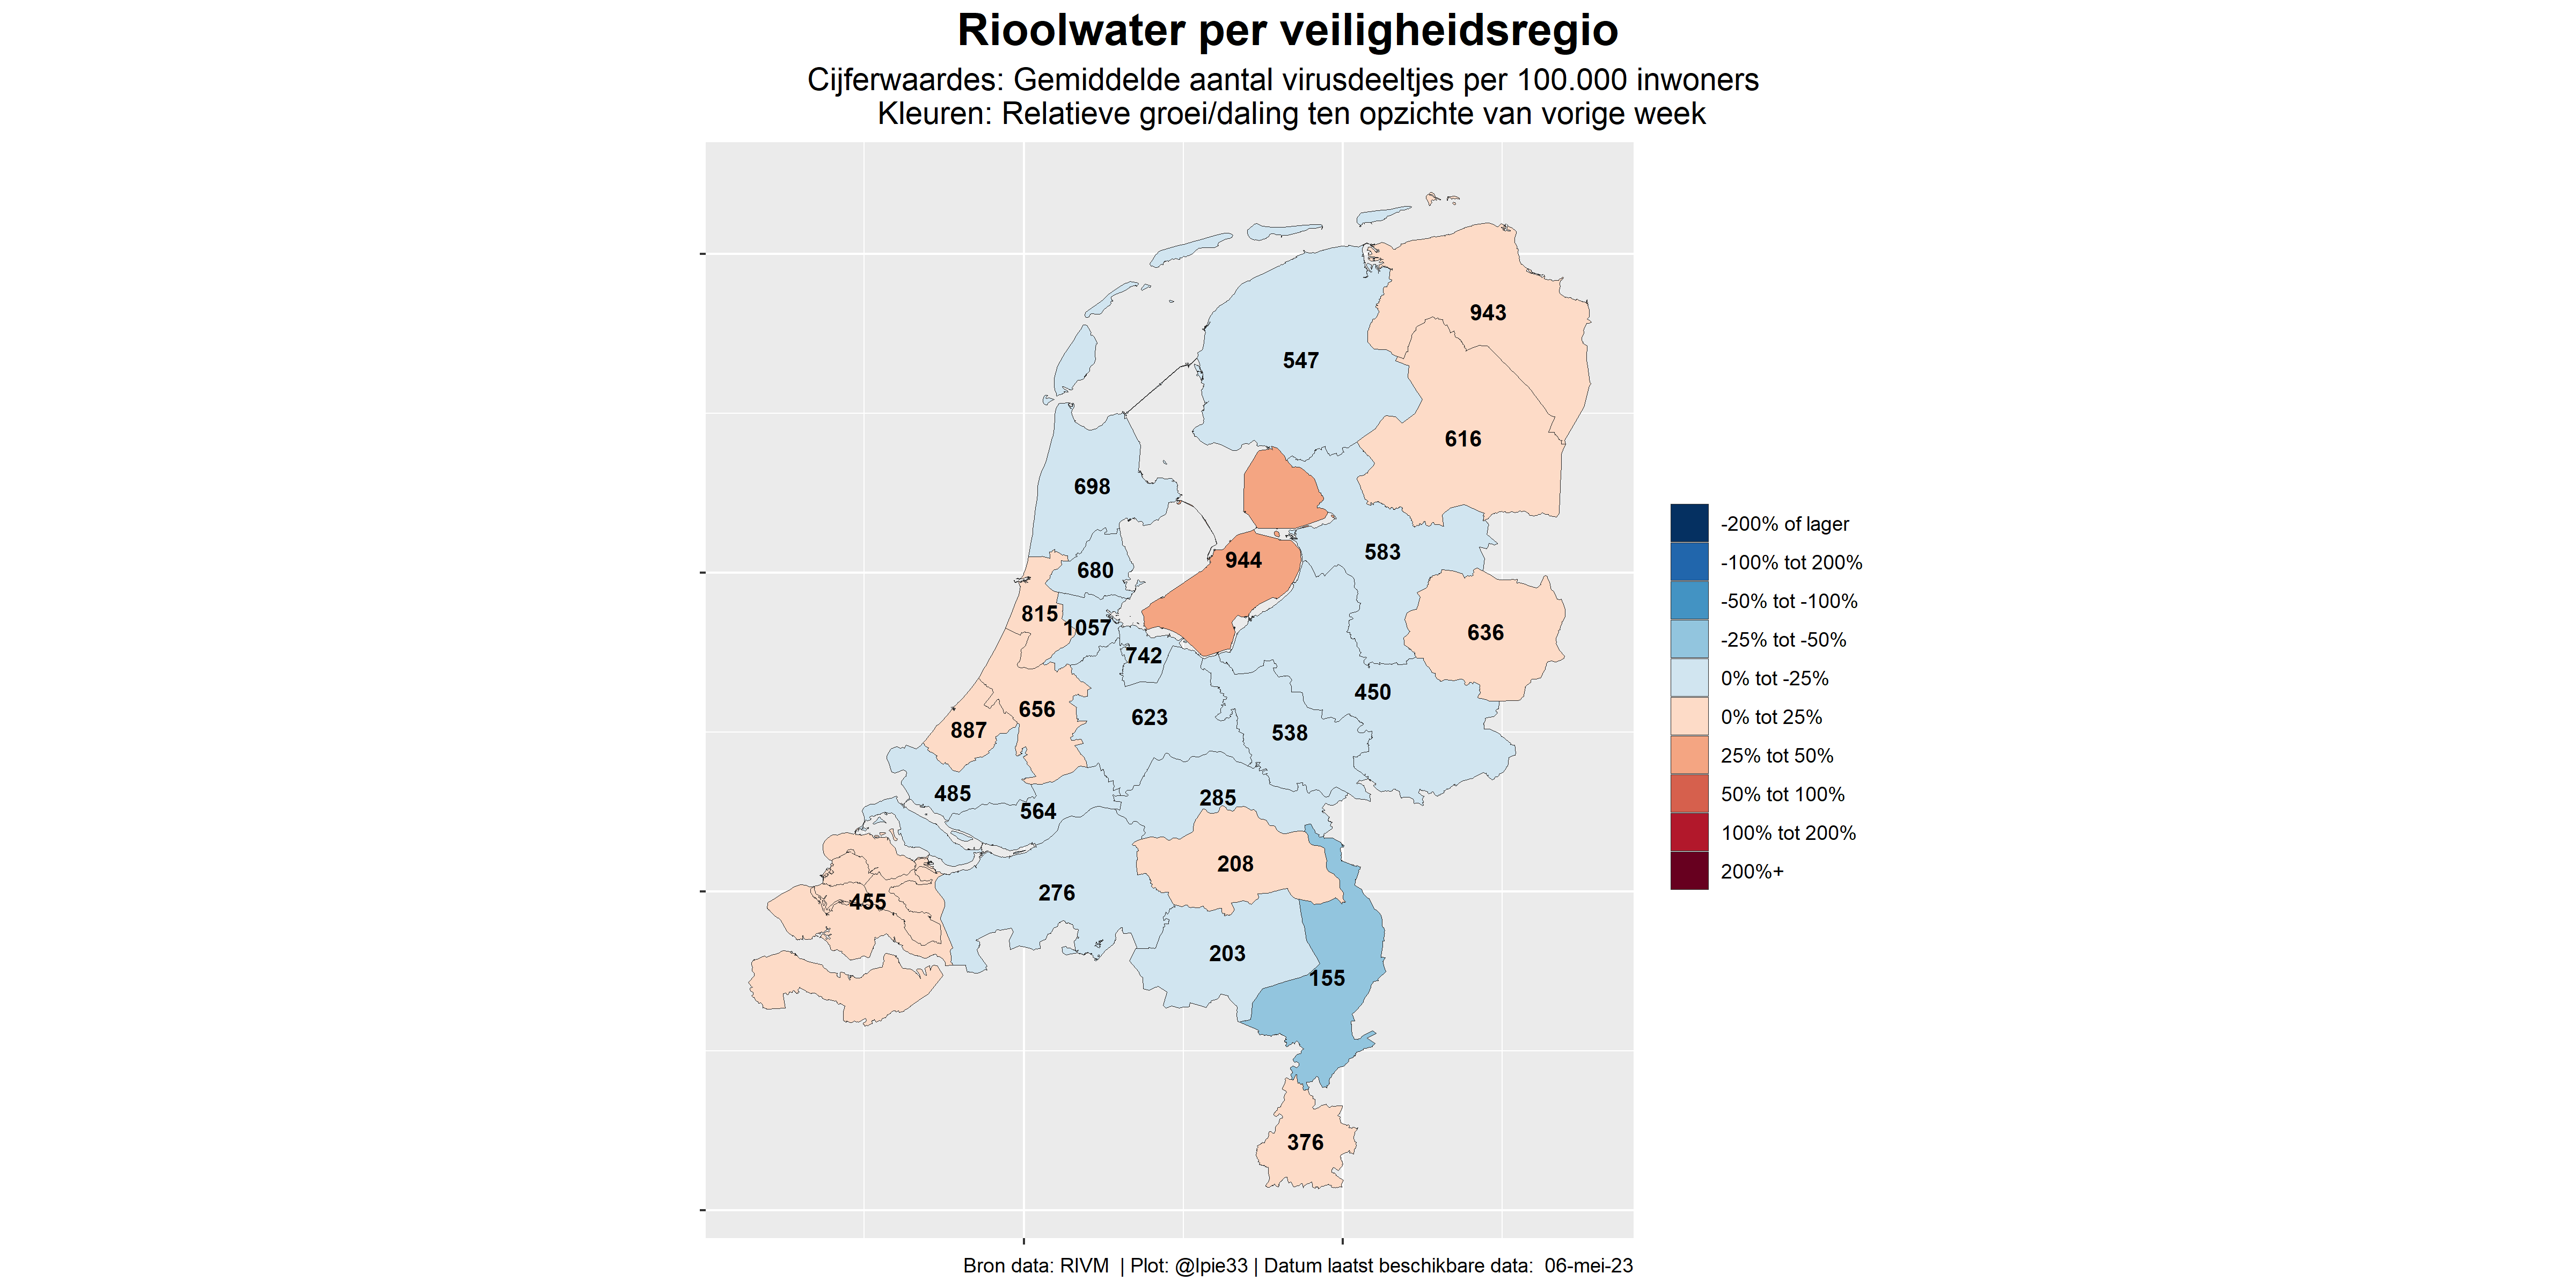 Rioolwater per veiligheidsregio
Cijferwaardes: Gemiddelde aantal virusdeeltjes per 100.000 inwoners
Kleuren: Relatieve groei/daling ten opzichte van vorige week
943
547
616
698
944
583
680
815
1057
636
742
450
656
623
887
538
485
285
564
208
276
455
203
155
376
-200% of lager
-100% tot 200%
-50% tot -100%
-25% tot -50%
0% tot -25%
0% tot 25%
25% tot 50%
50% tot 100%
100% tot 200%
200%+
Bron data: RIVM | Plot: @lpie33 | Datum laatst beschikbare data: 06-mei-23